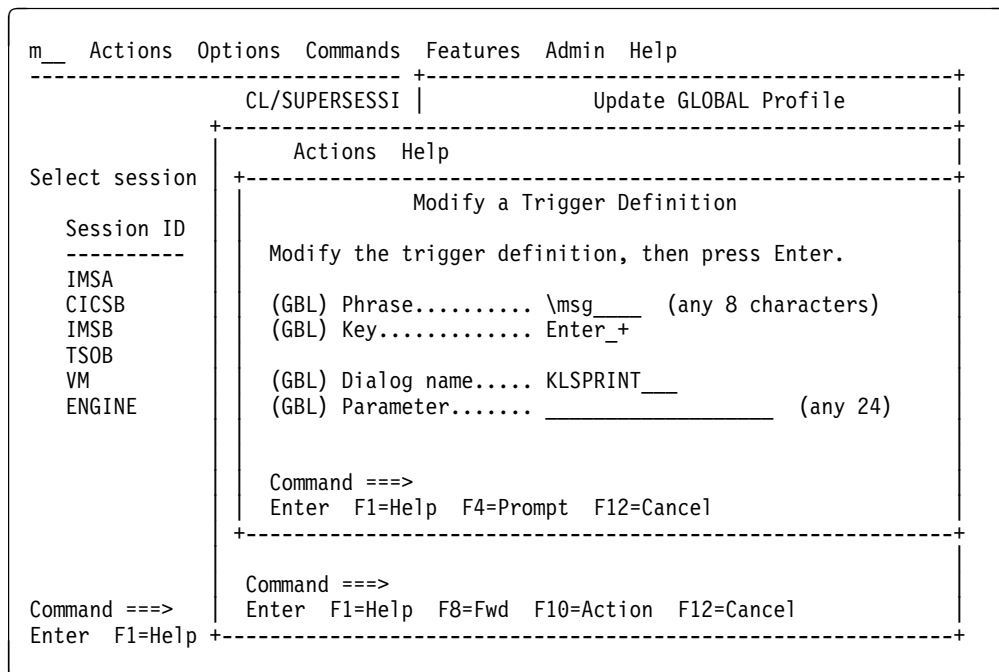 m__  Actions  Options  Commands  Features  Admin  Help
------------------------------- +--------------------------------------------+
                  CL/SUPERSESSI |              Update GLOBAL Profile         |
               +-------------------------------------------------------------+
               |      Actions  Help                                          |
Select session | +-----------------------------------------------------------+
               | |              Modify a Trigger Definition                  |
   Session ID  | |                                                           |
   ----------  | |  Modify the trigger definition, then press Enter.         |
   IMSA        | |                                                           |
   CICSB       | |  (GBL) Phrase.......... \msg____  (any 8 characters)      |
   IMSB        | |  (GBL) Key............. Enter_+                           |
   TSOB        | |                                                           |
   VM          | |  (GBL) Dialog name..... KLSPRINT___                       |
   ENGINE      | |  (GBL) Parameter....... ___________________  (any 24)     |
               | |                                                           |
               | |  Command ===>                                             |
               | |  Enter  F1=Help  F4=Prompt  F12=Cancel                    |
               | +-----------------------------------------------------------+
               |  Command ===>                                               |
Command ===>   |  Enter  F1=Help  F8=Fwd  F10=Action  F12=Cancel             |
Enter  F1=Help +-------------------------------------------------------------+